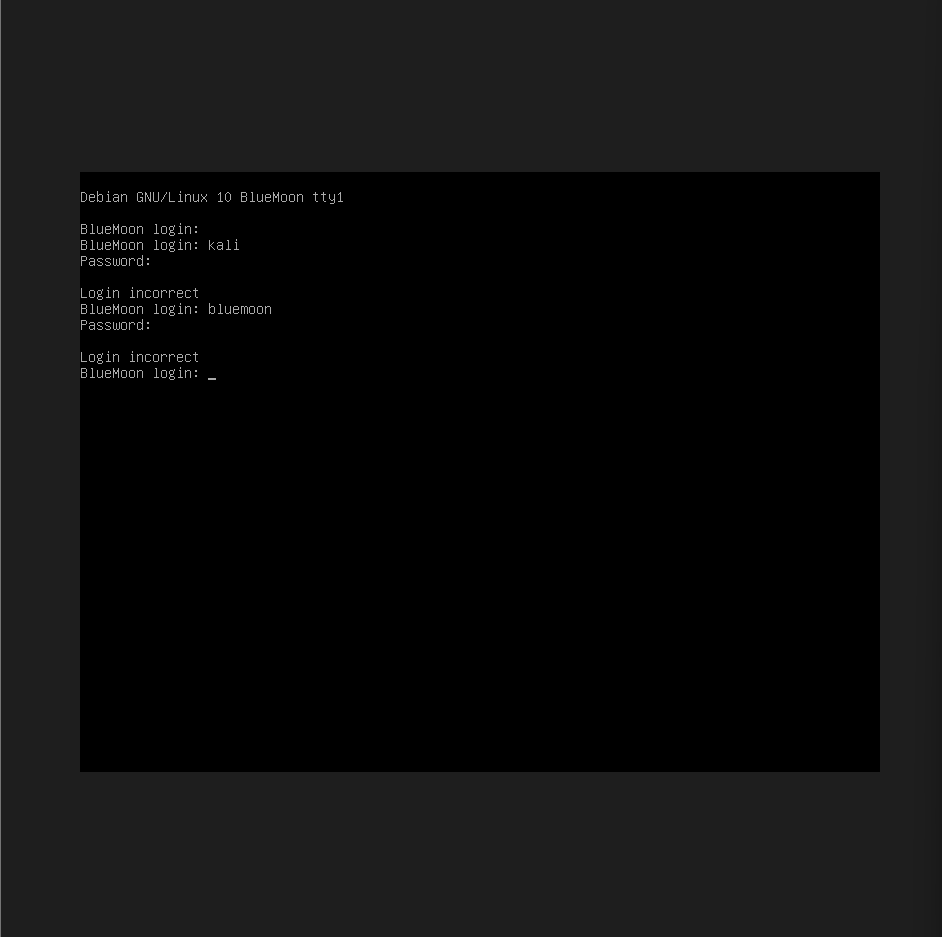 Debian GNU/Linux 10 BlueMoon tty1
BlueMoon login:
BlueMoon login: kali
Password:
Login incorrect
BlueMoon login: bluemoon
Password:
Login incorrect
BlueMoon login: _